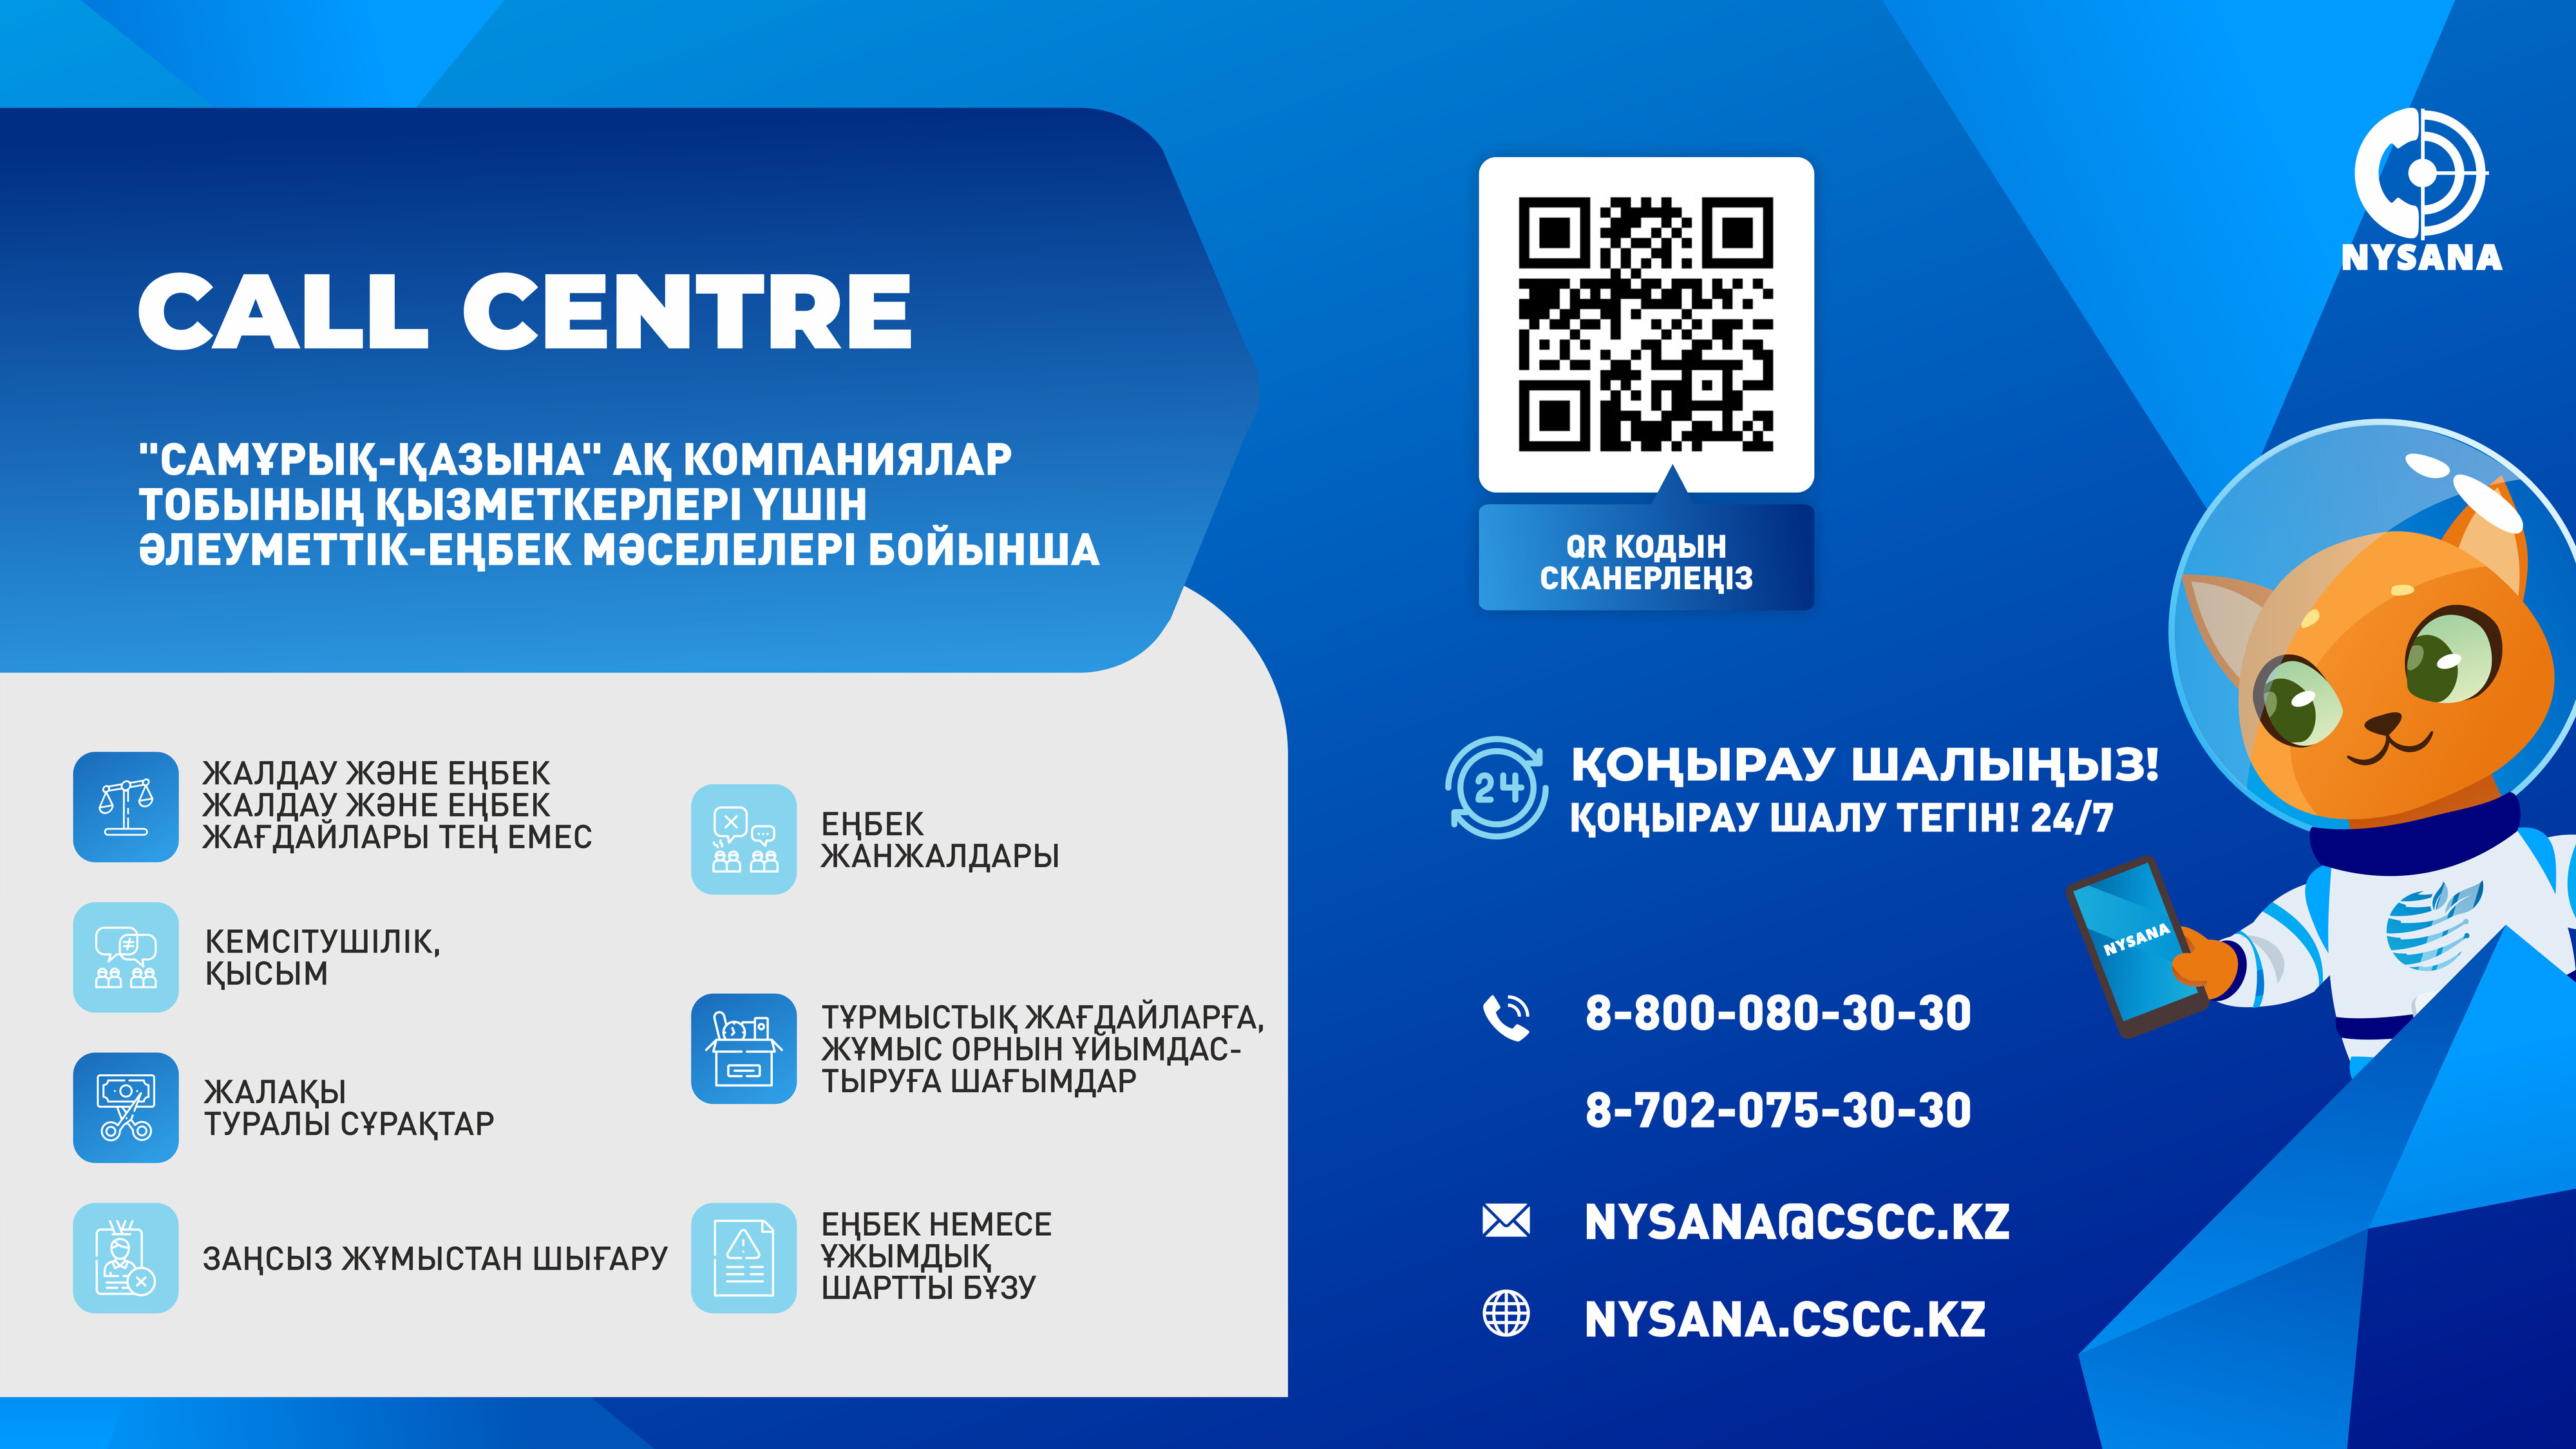 CALL CENTRE
"САМҰРЫҚ-ҚАЗЫНА" АҚ КОМПАНИЯЛАР
ТОБЫНЫҢ ҚЫЗМЕТКЕРЛЕРІ ҮШІН
ӘЛЕУМЕТТІК-ЕҢБЕК МӘСЕЛЕЛЕРІ БОЙЫНША
ЖАЛДАУ ЖӘНЕ ЕҢБЕК
ЖАЛДАУ ЖӘНЕ ЕҢБЕК
ЖАҒДАЙЛАРЫ ТЕҢ ЕМЕС
КЕМСІТУШІЛІК,
ҚЫСЫМ
ЖАЛАҚЫ
ТУРАЛЫ СҰРАҚТАР
ЗАҢСЫЗ ЖҰМЫСТАН ШЫҒАРУ
ЕҢБЕК
ЖАНЖАЛДАРЫ
ТҰРМЫСТЫҚ ЖАҒДАЙЛАРҒА,
ЖҰМЫС ОРНЫН ҰЙЫМДАС-
ТЫРУҒА ШАҒЫМДАР
ЕҢБЕК НЕМЕСЕ
ҰЖЫМДЫҚ
ШАРТТЫ БҰЗУ
QR КОДЫН
СКАНЕРЛЕҢІЗ
NYSANA
24
ҚОҢЫРАУ ШАЛЫҢЫЗ!
ҚОҢЫРАУ ШАЛУ ТЕГІН! 24/7
NYSANA
8-800-080-30-30
8-702-075-30-30
NYSANA@CSCC.KZ
NYSANA.CSCC.KZ